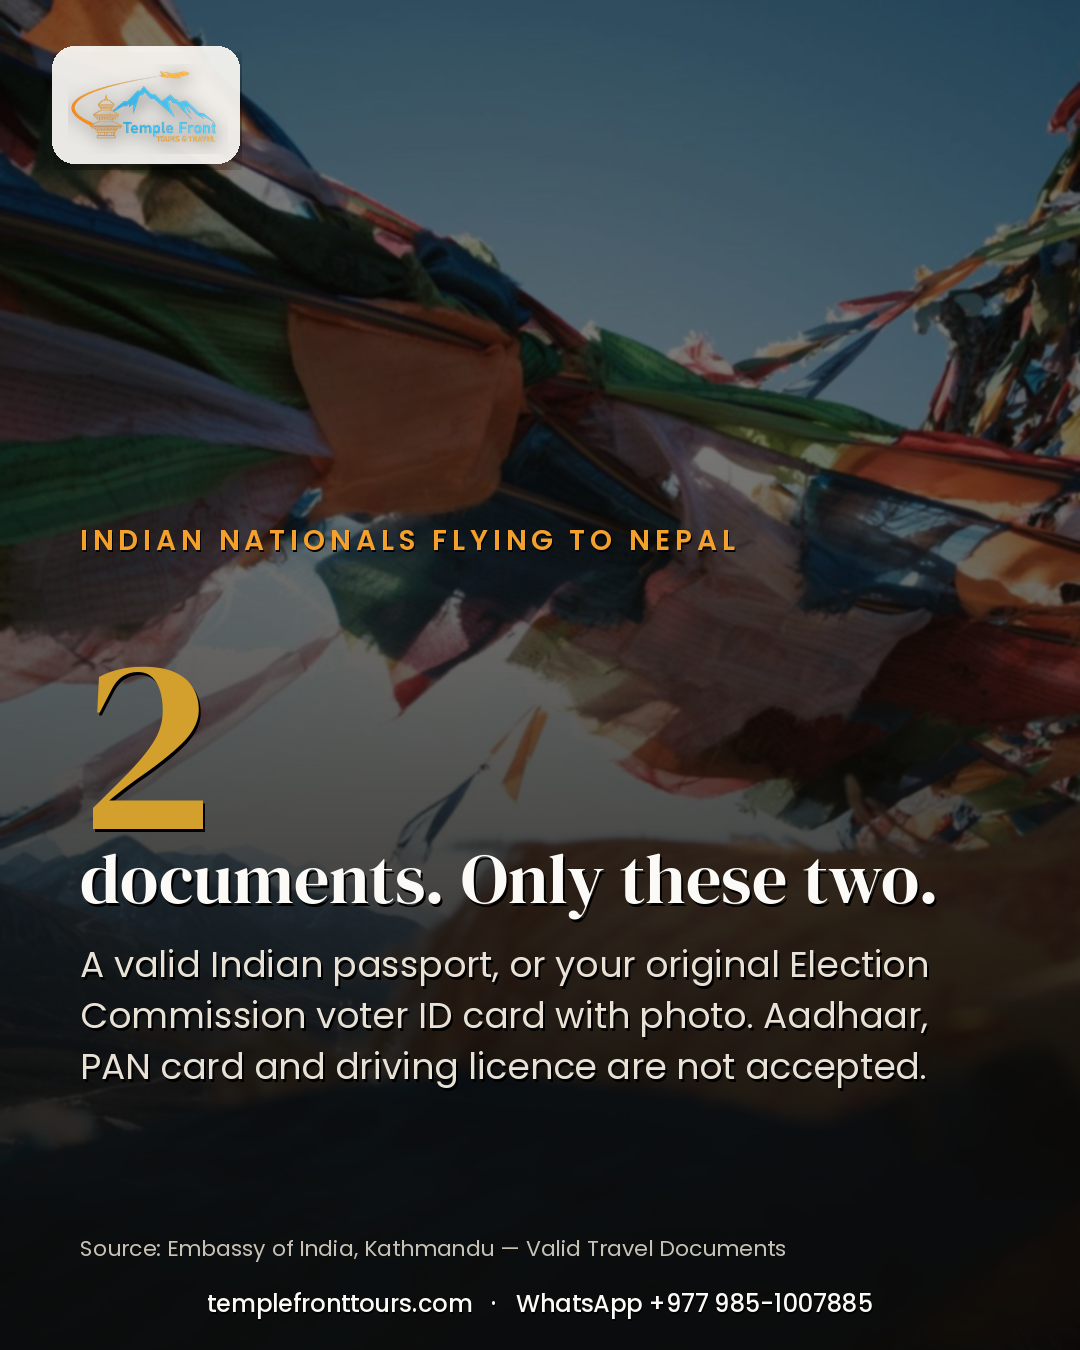 Temple Front
TOURS & TRAVEL
INDIAN NATIONALS FLYING TO NEPAL
2
documents. Only these two.
A valid Indian passport, or your original Election
Commission voter ID card with photo. Aadhaar,
PAN card and driving licence are not accepted.
Source: Embassy of India, Kathmandu — Valid Travel Documents
templefronttours.com · WhatsApp +977 985-1007885